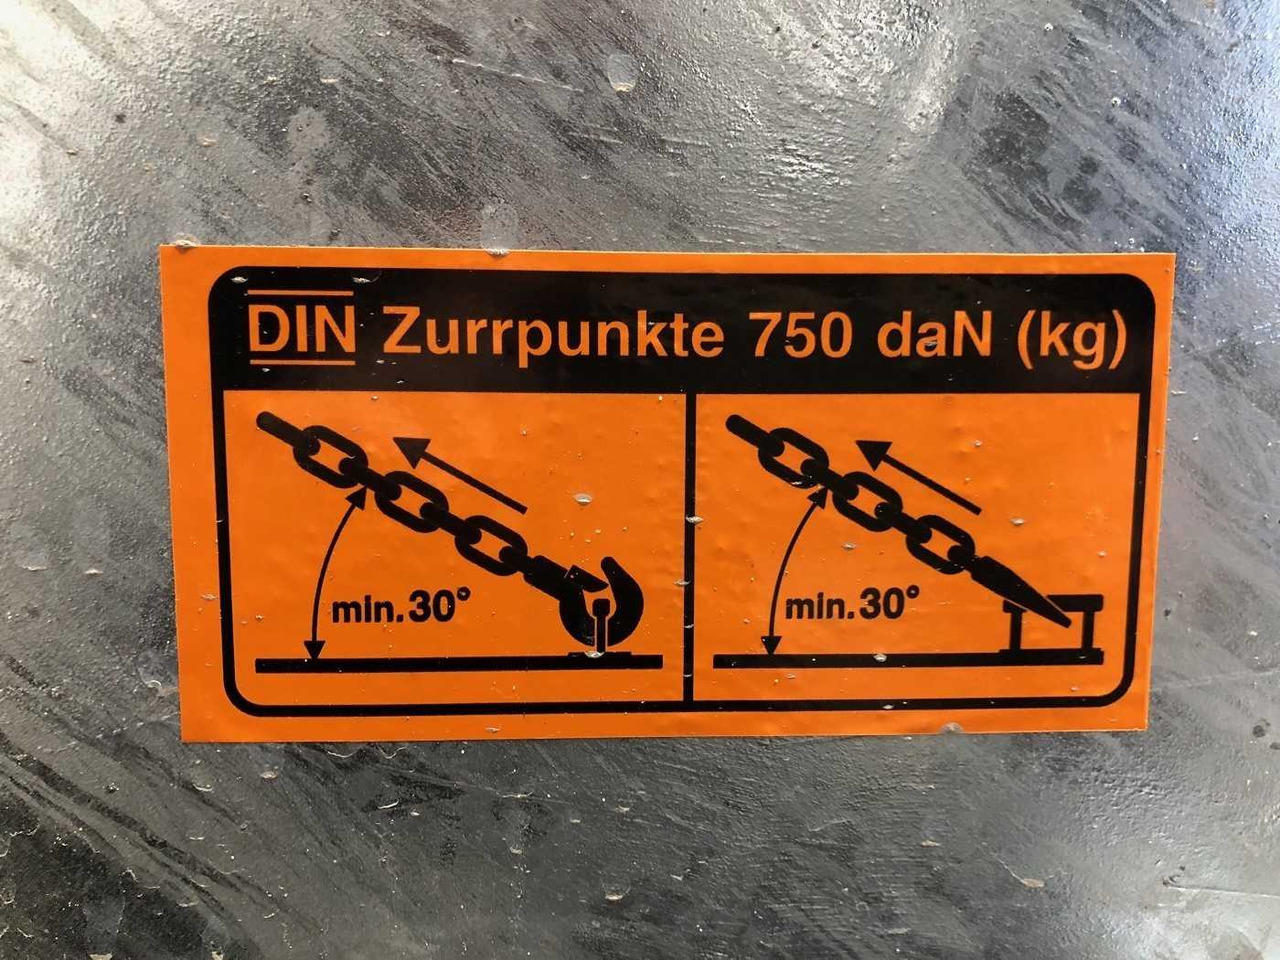 DIN Zurrpunkte 750 daN (kg)
min.30°
min.30°